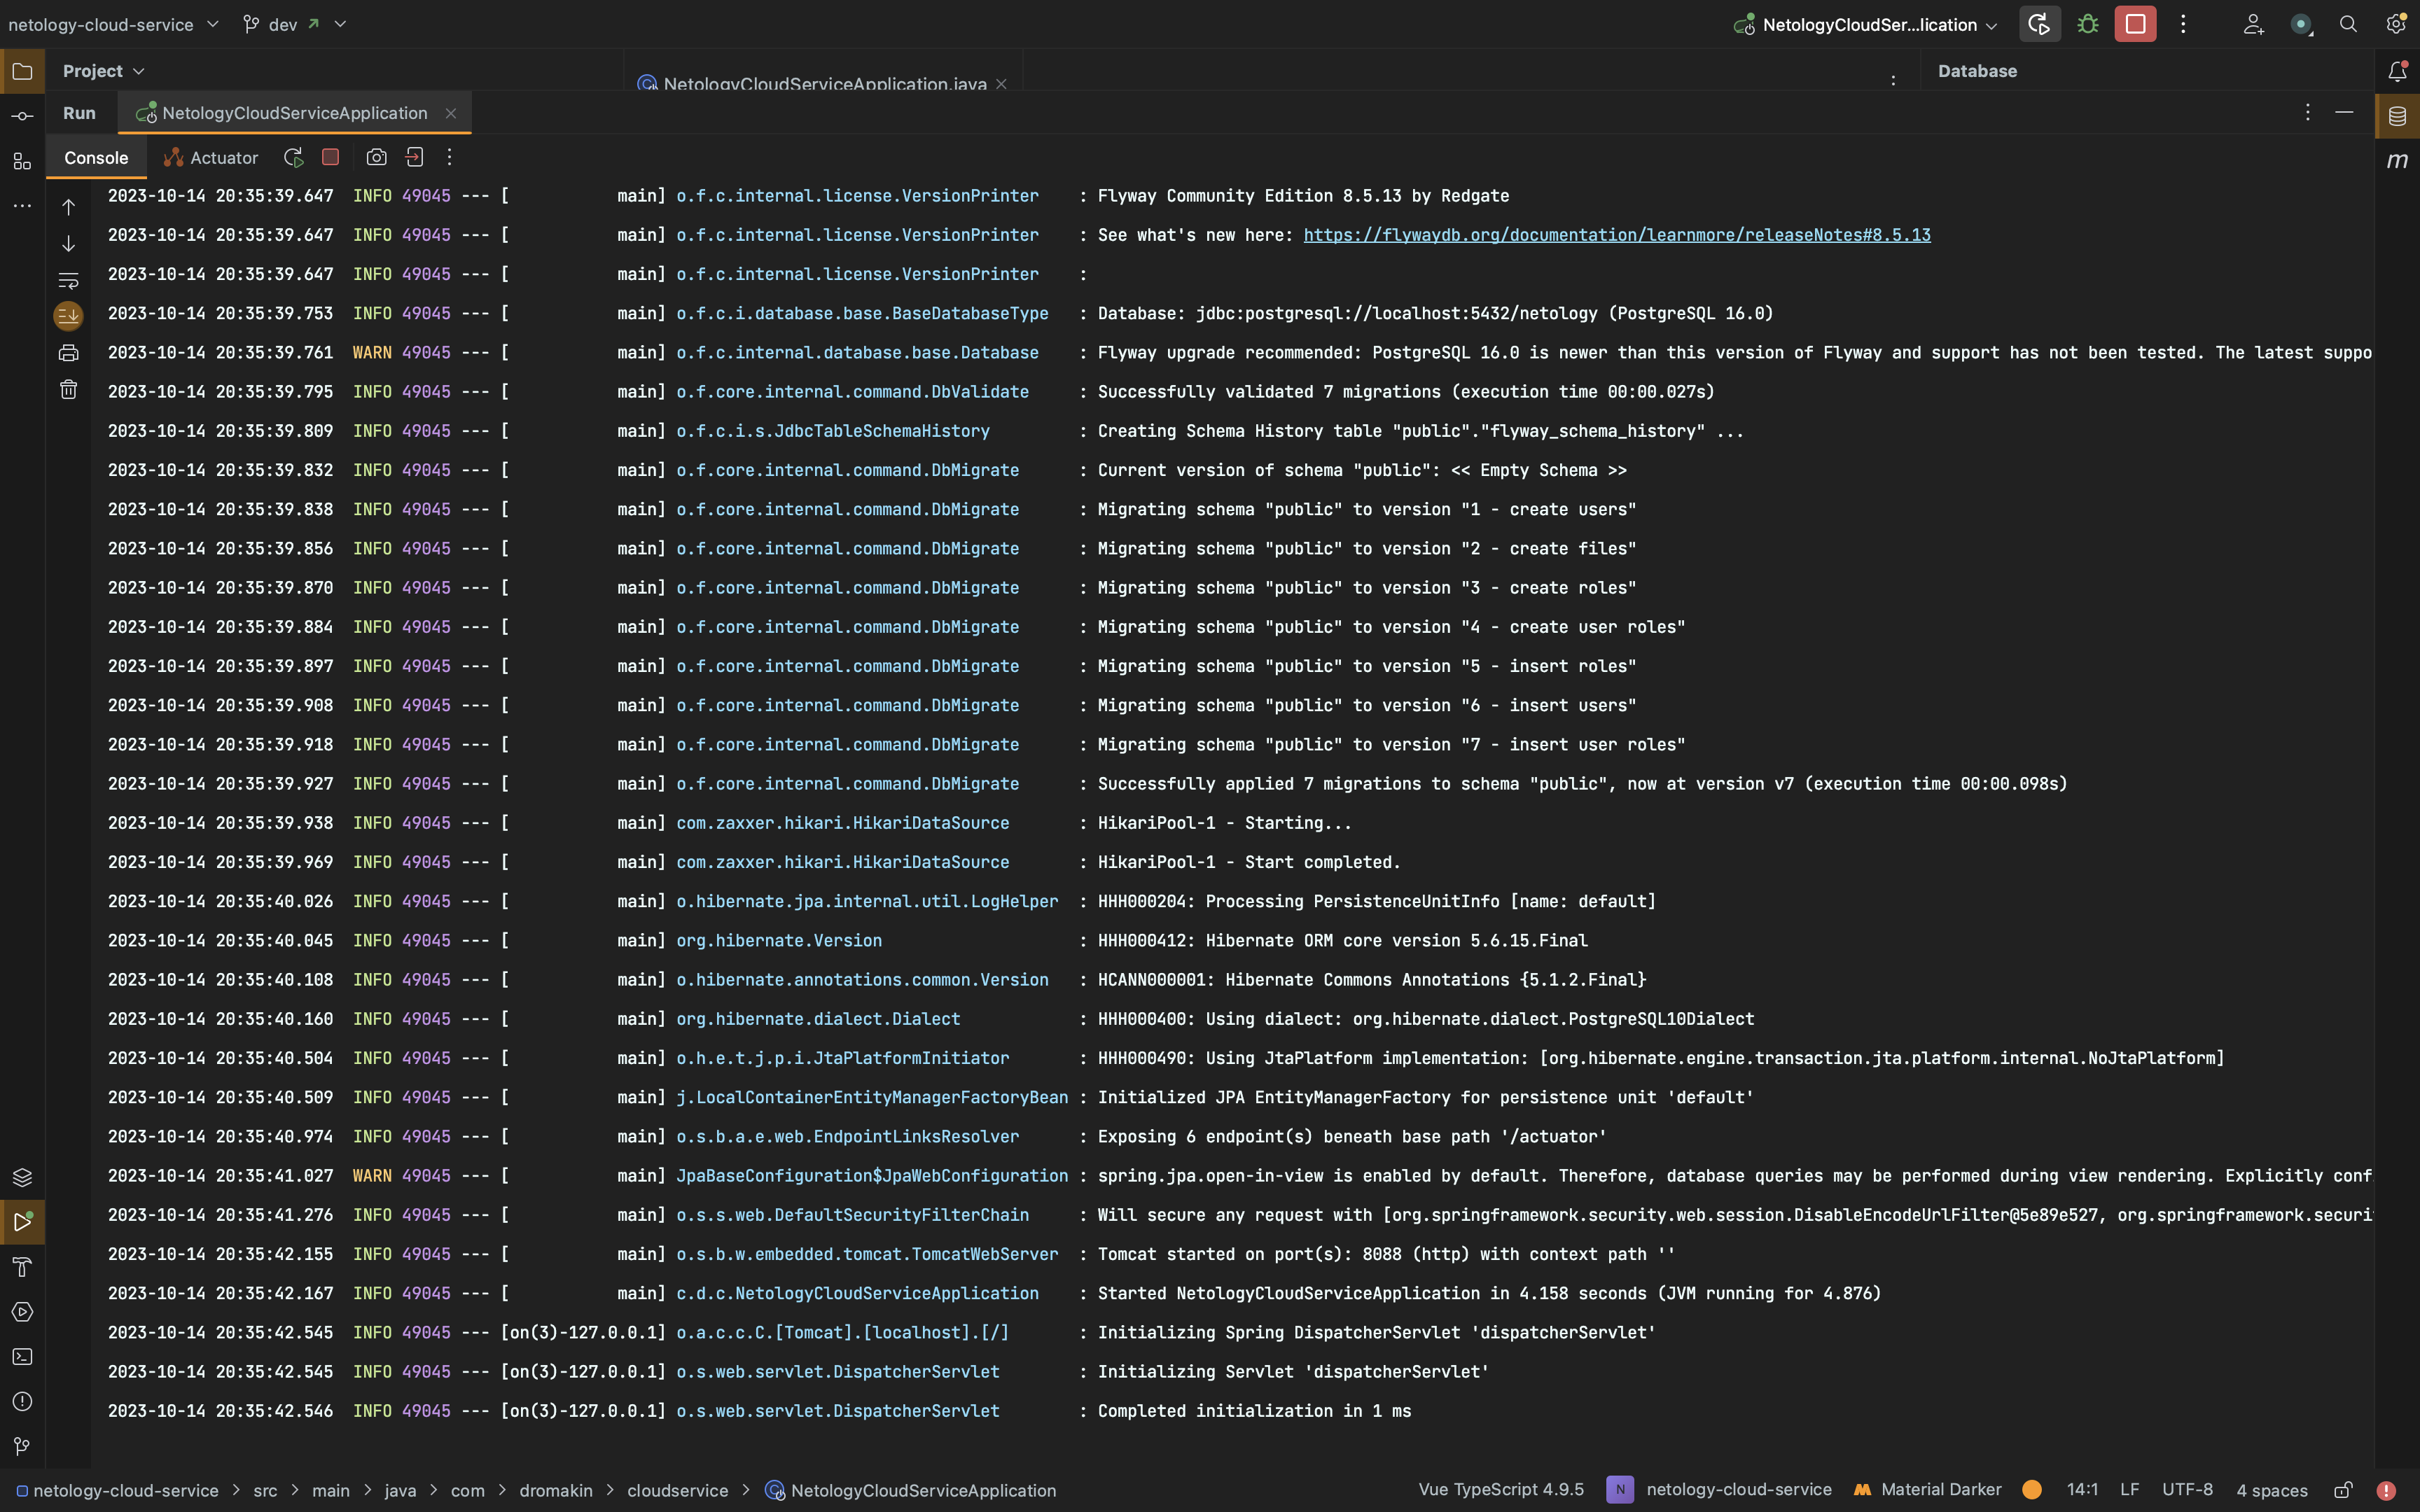 netology-cloud-service dev NetologyCloudSer...lication
Project NetologyCloudServiceApplication.java Database
Run NetologyCloudServiceApplication
Console Actuator
2023-10-14 20:35:39.647 INFO 49045 --- [ main] o.f.c.internal.license.VersionPrinter : Flyway Community Edition 8.5.13 by Redgate
2023-10-14 20:35:39.647 INFO 49045 --- [ main] o.f.c.internal.license.VersionPrinter : See what's new here: https://flywaydb.org/documentation/learnmore/releaseNotes#8.5.13
2023-10-14 20:35:39.647 INFO 49045 --- [ main] o.f.c.internal.license.VersionPrinter :
2023-10-14 20:35:39.753 INFO 49045 --- [ main] o.f.c.i.database.base.BaseDatabaseType : Database: jdbc:postgresql://localhost:5432/netology (PostgreSQL 16.0)
2023-10-14 20:35:39.761 WARN 49045 --- [ main] o.f.c.internal.database.base.Database : Flyway upgrade recommended: PostgreSQL 16.0 is newer than this version of Flyway and support has not been tested. The latest suppo
2023-10-14 20:35:39.795 INFO 49045 --- [ main] o.f.core.internal.command.DbValidate : Successfully validated 7 migrations (execution time 00:00.027s)
2023-10-14 20:35:39.809 INFO 49045 --- [ main] o.f.c.i.s.JdbcTableSchemaHistory : Creating Schema History table "public"."flyway_schema_history" ...
2023-10-14 20:35:39.832 INFO 49045 --- [ main] o.f.core.internal.command.DbMigrate : Current version of schema "public": << Empty Schema >>
2023-10-14 20:35:39.838 INFO 49045 --- [ main] o.f.core.internal.command.DbMigrate : Migrating schema "public" to version "1 - create users"
2023-10-14 20:35:39.856 INFO 49045 --- [ main] o.f.core.internal.command.DbMigrate : Migrating schema "public" to version "2 - create files"
2023-10-14 20:35:39.870 INFO 49045 --- [ main] o.f.core.internal.command.DbMigrate : Migrating schema "public" to version "3 - create roles"
2023-10-14 20:35:39.884 INFO 49045 --- [ main] o.f.core.internal.command.DbMigrate : Migrating schema "public" to version "4 - create user roles"
2023-10-14 20:35:39.897 INFO 49045 --- [ main] o.f.core.internal.command.DbMigrate : Migrating schema "public" to version "5 - insert roles"
2023-10-14 20:35:39.908 INFO 49045 --- [ main] o.f.core.internal.command.DbMigrate : Migrating schema "public" to version "6 - insert users"
2023-10-14 20:35:39.918 INFO 49045 --- [ main] o.f.core.internal.command.DbMigrate : Migrating schema "public" to version "7 - insert user roles"
2023-10-14 20:35:39.927 INFO 49045 --- [ main] o.f.core.internal.command.DbMigrate : Successfully applied 7 migrations to schema "public", now at version v7 (execution time 00:00.098s)
2023-10-14 20:35:39.938 INFO 49045 --- [ main] com.zaxxer.hikari.HikariDataSource : HikariPool-1 - Starting...
2023-10-14 20:35:39.969 INFO 49045 --- [ main] com.zaxxer.hikari.HikariDataSource : HikariPool-1 - Start completed.
2023-10-14 20:35:40.026 INFO 49045 --- [ main] o.hibernate.jpa.internal.util.LogHelper : HHH000204: Processing PersistenceUnitInfo [name: default]
2023-10-14 20:35:40.045 INFO 49045 --- [ main] org.hibernate.Version : HHH000412: Hibernate ORM core version 5.6.15.Final
2023-10-14 20:35:40.108 INFO 49045 --- [ main] o.hibernate.annotations.common.Version : HCANN000001: Hibernate Commons Annotations {5.1.2.Final}
2023-10-14 20:35:40.160 INFO 49045 --- [ main] org.hibernate.dialect.Dialect : HHH000400: Using dialect: org.hibernate.dialect.PostgreSQL10Dialect
2023-10-14 20:35:40.504 INFO 49045 --- [ main] o.h.e.t.j.p.i.JtaPlatformInitiator : HHH000490: Using JtaPlatform implementation: [org.hibernate.engine.transaction.jta.platform.internal.NoJtaPlatform]
2023-10-14 20:35:40.509 INFO 49045 --- [ main] j.LocalContainerEntityManagerFactoryBean : Initialized JPA EntityManagerFactory for persistence unit 'default'
2023-10-14 20:35:40.974 INFO 49045 --- [ main] o.s.b.a.e.web.EndpointLinksResolver : Exposing 6 endpoint(s) beneath base path '/actuator'
2023-10-14 20:35:41.027 WARN 49045 --- [ main] JpaBaseConfiguration$JpaWebConfiguration : spring.jpa.open-in-view is enabled by default. Therefore, database queries may be performed during view rendering. Explicitly conf
2023-10-14 20:35:41.276 INFO 49045 --- [ main] o.s.s.web.DefaultSecurityFilterChain : Will secure any request with [org.springframework.security.web.session.DisableEncodeUrlFilter@5e89e527, org.springframework.securi
2023-10-14 20:35:42.155 INFO 49045 --- [ main] o.s.b.w.embedded.tomcat.TomcatWebServer : Tomcat started on port(s): 8088 (http) with context path ''
2023-10-14 20:35:42.167 INFO 49045 --- [ main] c.d.c.NetologyCloudServiceApplication : Started NetologyCloudServiceApplication in 4.158 seconds (JVM running for 4.876)
2023-10-14 20:35:42.545 INFO 49045 --- [on(3)-127.0.0.1] o.a.c.c.C.[Tomcat].[localhost].[/] : Initializing Spring DispatcherServlet 'dispatcherServlet'
2023-10-14 20:35:42.545 INFO 49045 --- [on(3)-127.0.0.1] o.s.web.servlet.DispatcherServlet : Initializing Servlet 'dispatcherServlet'
2023-10-14 20:35:42.546 INFO 49045 --- [on(3)-127.0.0.1] o.s.web.servlet.DispatcherServlet : Completed initialization in 1 ms
netology-cloud-service > src > main > java > com > dromakin > cloudservice > NetologyCloudServiceApplication Vue TypeScript 4.9.5 N netology-cloud-service Material Darker 14:1 LF UTF-8 4 spaces